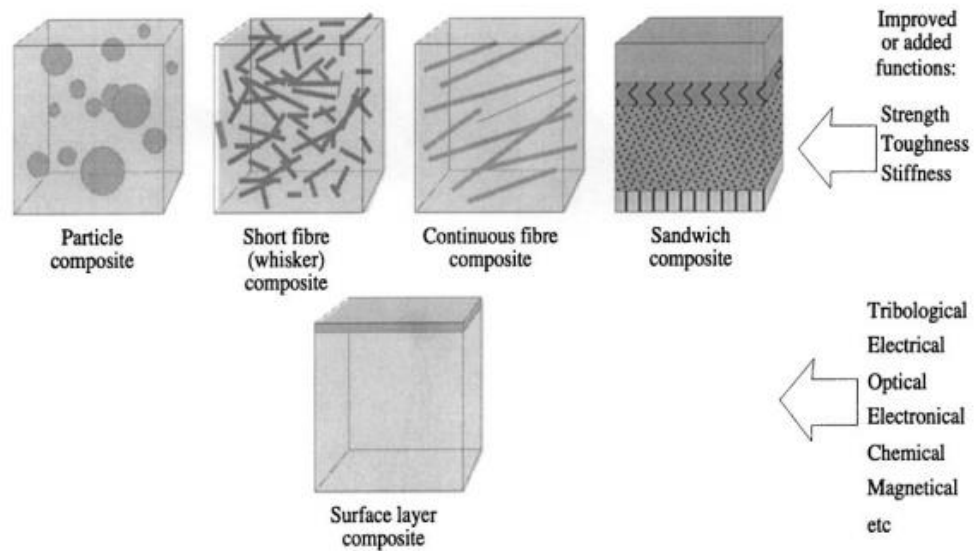 Improved
or added
functions:
Strength
Toughness
Stiffness
Particle
composite
Short fibre
(whisker)
composite
Continuous fibre
composite
Sandwich
composite
Tribological
Electrical
Optical
Electronical
Chemical
Magnetical
etc
Surface layer
composite